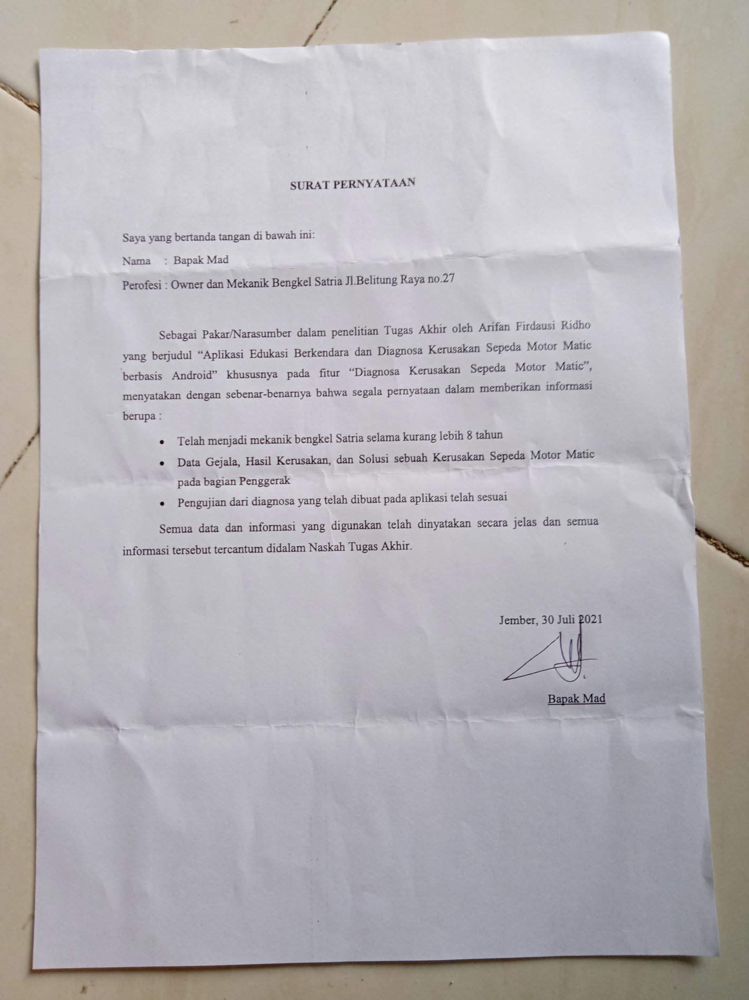 SURAT PERNYATAAN
Saya yang bertanda tangan di bawah ini:
Nama : Bapak Mad
Perofesi : Owner dan Mekanik Bengkel Satria Jl.Belitung Raya no.27
Sebagai Pakar/Narasumber dalam penelitian Tugas Akhir oleh Arifan Firdausi Ridho
yang berjudul “Aplikasi Edukasi Berkendara dan Diagnosa Kerusakan Sepeda Motor Matic
berbasis Android” khususnya pada fitur “Diagnosa Kerusakan Sepeda Motor Matic”,
menyatakan dengan sebenar-benarnya bahwa segala pernyataan dalam memberikan informasi
berupa :
• Telah menjadi mekanik bengkel Satria selama kurang lebih 8 tahun
• Data Gejala, Hasil Kerusakan, dan Solusi sebuah Kerusakan Sepeda Motor Matic
pada bagian Penggerak
• Pengujian dari diagnosa yang telah dibuat pada aplikasi telah sesuai
Semua data dan informasi yang digunakan telah dinyatakan secara jelas dan semua
informasi tersebut tercantum didalam Naskah Tugas Akhir.
Jember, 30 Juli 2021
Bapak Mad